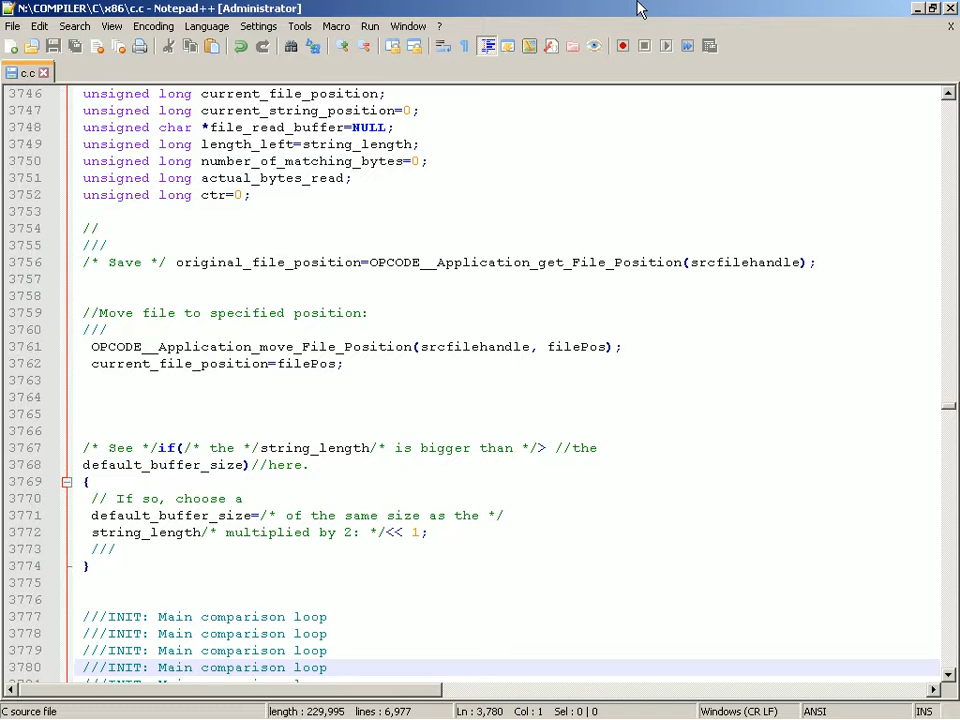 N:\COMPILER\C\x86\c.c - Notepad++ [Administrator]
File Edit Search View Encoding Language Settings Tools Macro Run Window ? X
c.c
3746 unsigned long current_file_position;
3747 unsigned long current_string_position=0;
3748 unsigned char *file_read_buffer=NULL;
3749 unsigned long length_left=string_length;
3750 unsigned long number_of_matching_bytes=0;
3751 unsigned long actual_bytes_read;
3752 unsigned long ctr=0;
3753
3754 //
3755 ///
3756 /* Save */ original_file_position=OPCODE__Application_get_File_Position(srcfilehandle);
3757
3758
3759 //Move file to specified position:
3760 ///
3761 OPCODE__Application_move_File_Position(srcfilehandle, filePos);
3762 current_file_position=filePos;
3763
3764
3765
3766
3767 /* See */if(/* the */string_length/* is bigger than */> //the
3768 default_buffer_size)//here.
3769 {
3770 // If so, choose a
3771 default_buffer_size=/* of the same size as the */
3772 string_length/* multiplied by 2: */<< 1;
3773 ///
3774 }
3775
3776
3777 ///INIT: Main comparison loop
3778 ///INIT: Main comparison loop
3779 ///INIT: Main comparison loop
3780 ///INIT: Main comparison loop
C source file length : 229,995 lines : 6,977 Ln : 3,780 Col : 1 Sel : 0 | 0 Windows (CR LF) ANSI INS